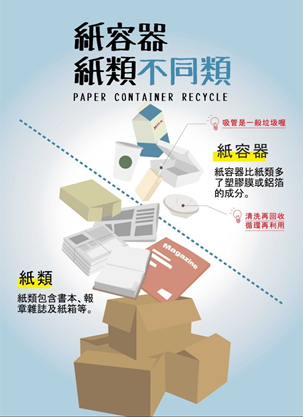 紙容器
紙類不同類
PAPER CONTAINER RECYCLE
吸管是一般垃圾喔
紙容器
紙容器比紙類多
了塑膠膜或鋁箔
的成分。
清洗再回收
循環再利用
Magazine
紙類
紙類包含書本、報
章雜誌及紙箱等。